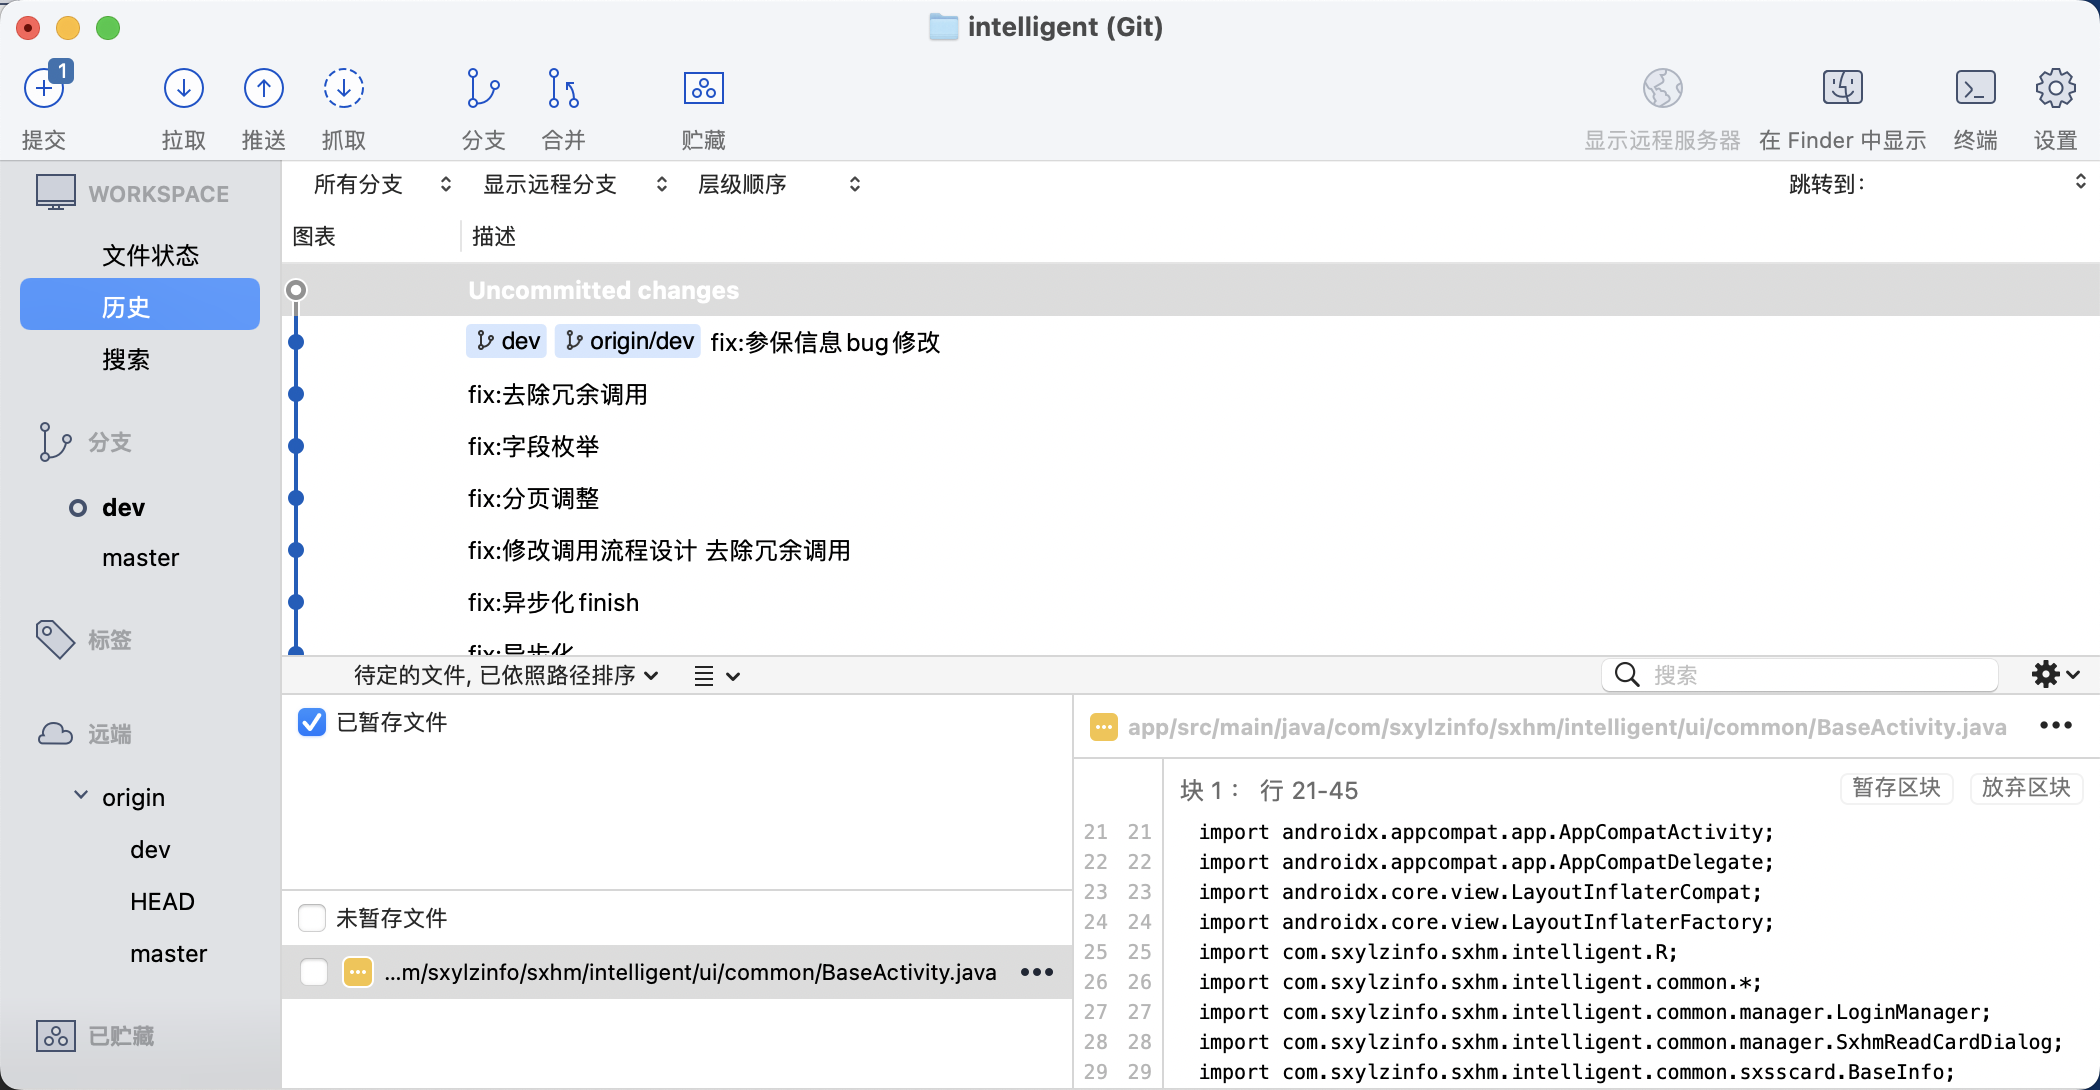 intelligent (Git)
1
提交
拉取
推送
抓取
分支
合并
贮藏
显示远程服务器
在 Finder 中显示
终端
设置
WORKSPACE
文件状态
历史
搜索
分支
dev
master
标签
远端
origin
dev
HEAD
master
已贮藏
所有分支
显示远程分支
层级顺序
跳转到:
图表
描述
Uncommitted changes
dev origin/dev fix:参保信息bug修改
fix:去除冗余调用
fix:字段枚举
fix:分页调整
fix:修改调用流程设计 去除冗余调用
fix:异步化finish
fix:异步化
待定的文件, 已依照路径排序
搜索
已暂存文件
未暂存文件
...m/sxylzinfo/sxhm/intelligent/ui/common/BaseActivity.java
app/src/main/java/com/sxylzinfo/sxhm/intelligent/ui/common/BaseActivity.java
块 1： 行 21-45
暂存区块
放弃区块
21 21 import androidx.appcompat.app.AppCompatActivity;
22 22 import androidx.appcompat.app.AppCompatDelegate;
23 23 import androidx.core.view.LayoutInflaterCompat;
24 24 import androidx.core.view.LayoutInflaterFactory;
25 25 import com.sxylzinfo.sxhm.intelligent.R;
26 26 import com.sxylzinfo.sxhm.intelligent.common.*;
27 27 import com.sxylzinfo.sxhm.intelligent.common.manager.LoginManager;
28 28 import com.sxylzinfo.sxhm.intelligent.common.manager.SxhmReadCardDialog;
29 29 import com.sxylzinfo.sxhm.intelligent.common.sxsscard.BaseInfo;